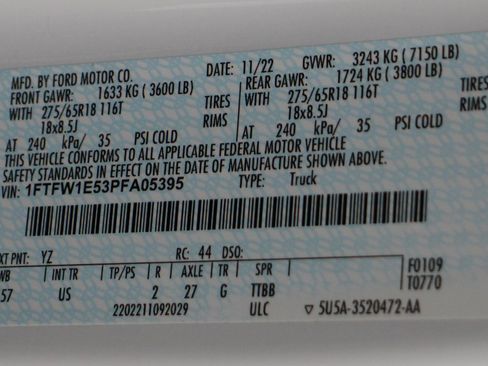 MFD. BY FORD MOTOR CO.
DATE: 11/22 GVWR: 3243 KG ( 7150 LB)
FRONT GAWR: 1633 KG ( 3600 LB) REAR GAWR: 1724 KG ( 3800 LB)
WITH 275/65R18 116T TIRES WITH 275/65R18 116T TIRES
18x8.5J RIMS 18x8.5J RIMS
AT 240 kPa/ 35 PSI COLD AT 240 kPa/ 35 PSI COLD
THIS VEHICLE CONFORMS TO ALL APPLICABLE FEDERAL MOTOR VEHICLE
SAFETY STANDARDS IN EFFECT ON THE DATE OF MANUFACTURE SHOWN ABOVE.
VIN: 1FTFW1E53PFA05395 TYPE: Truck
XT PNT: YZ RC: 44 DSO:
WB INT TR TP/PS R AXLE TR SPR F0109
57 US 2 27 G TTBB T0770
2202211092029 ULC ▽ 5U5A-3520472-AA